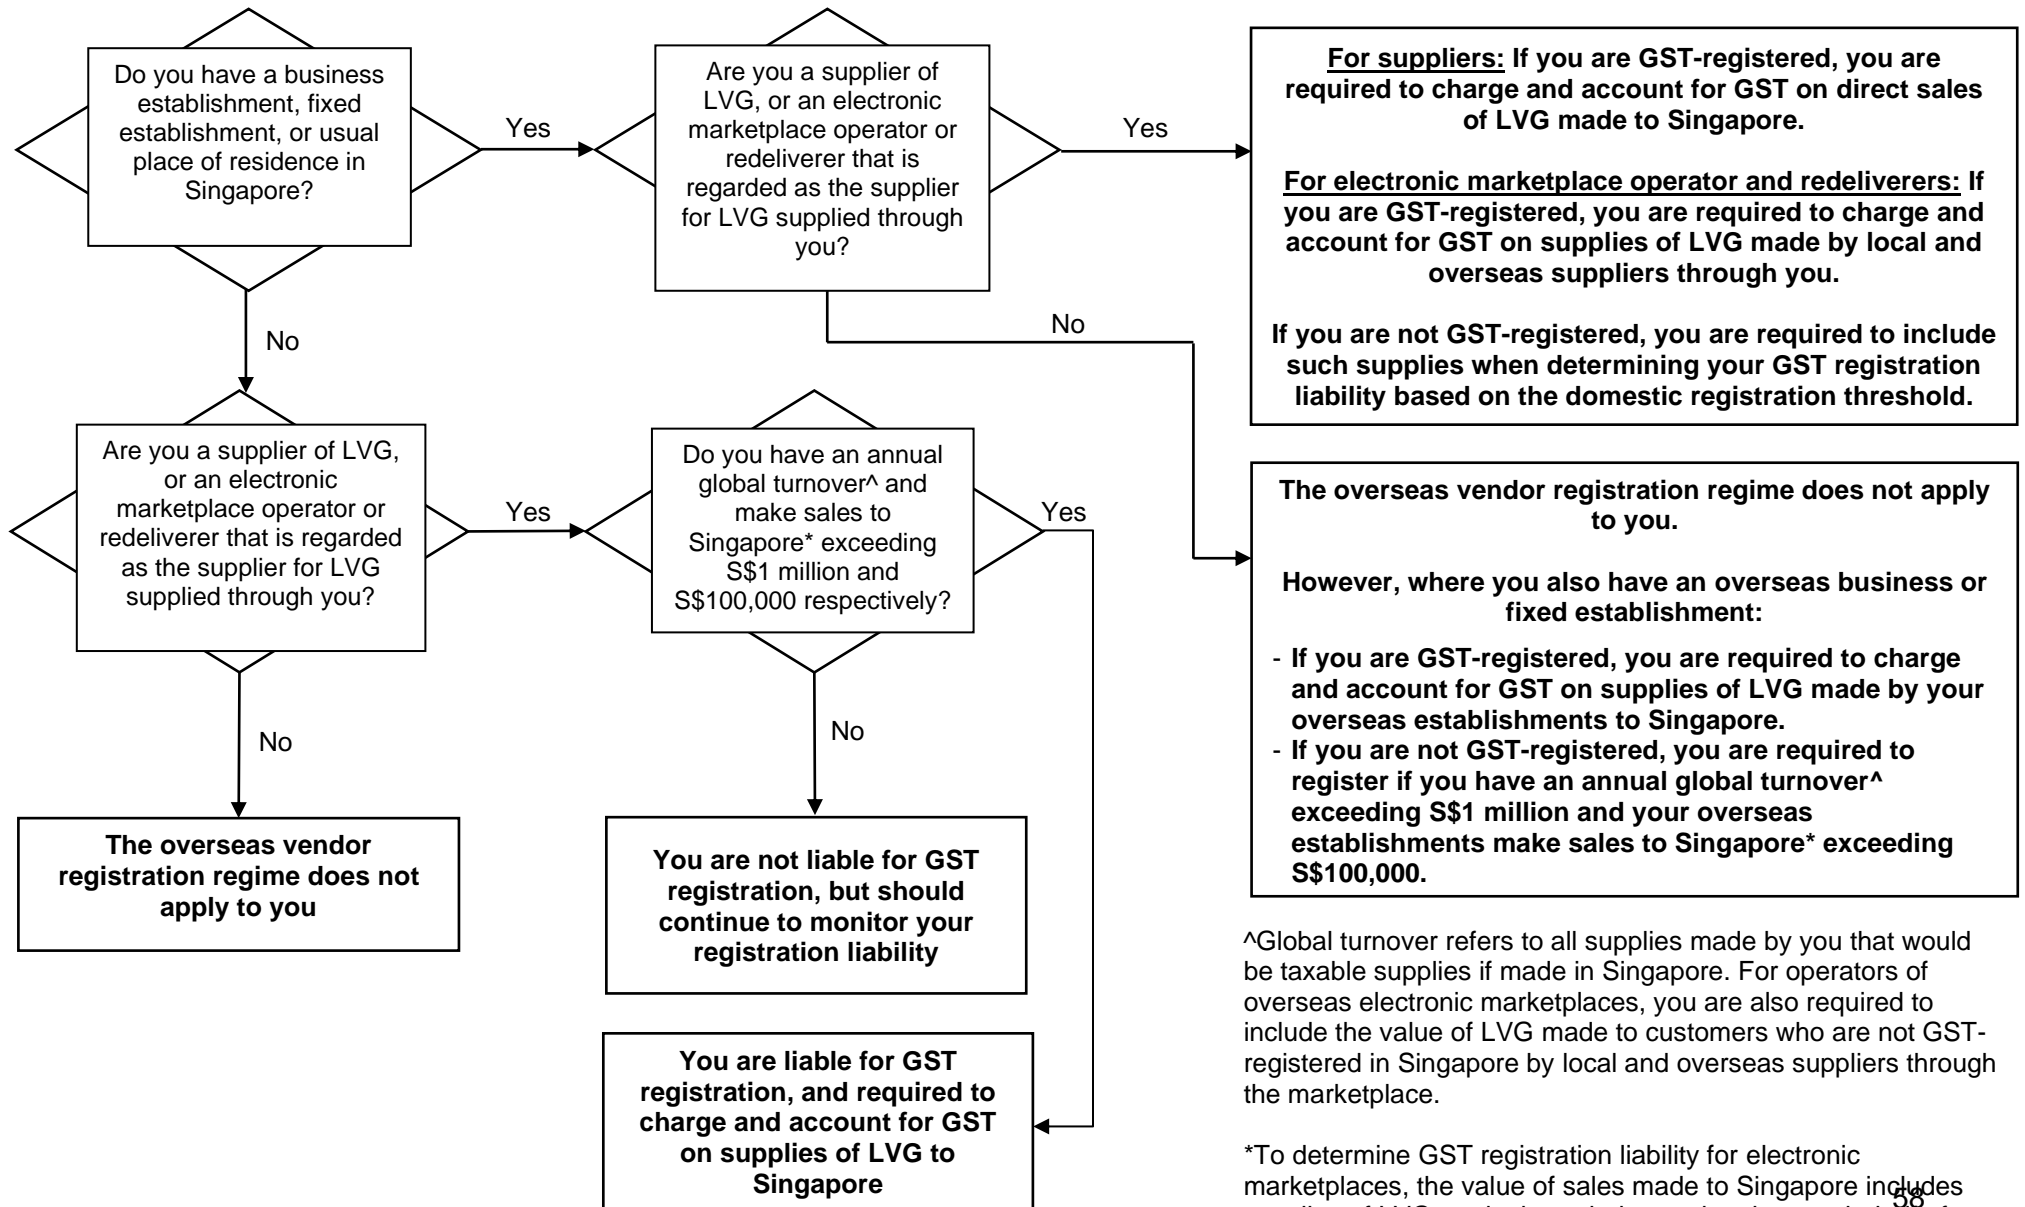 Do you have a business
establishment, fixed
establishment, or usual
place of residence in
Singapore?
Yes
Are you a supplier of
LVG, or an electronic
marketplace operator or
redeliverer that is
regarded as the supplier
for LVG supplied through
you?
Yes
For suppliers: If you are GST-registered, you are
required to charge and account for GST on direct sales
of LVG made to Singapore.
For electronic marketplace operator and redeliverers: If
you are GST-registered, you are required to charge and
account for GST on supplies of LVG made by local and
overseas suppliers through you.
If you are not GST-registered, you are required to include
such supplies when determining your GST registration
liability based on the domestic registration threshold.
No
No
Are you a supplier of LVG,
or an electronic
marketplace operator or
redeliverer that is regarded
as the supplier for LVG
supplied through you?
Yes
Do you have an annual
global turnover^ and
make sales to
Singapore* exceeding
S$1 million and
S$100,000 respectively?
Yes
The overseas vendor registration regime does not apply
to you.
However, where you also have an overseas business or
fixed establishment:
- If you are GST-registered, you are required to charge
and account for GST on supplies of LVG made by your
overseas establishments to Singapore.
- If you are not GST-registered, you are required to
register if you have an annual global turnover^
exceeding S$1 million and your overseas
establishments make sales to Singapore* exceeding
S$100,000.
No
No
The overseas vendor
registration regime does not
apply to you
You are not liable for GST
registration, but should
continue to monitor your
registration liability
You are liable for GST
registration, and required to
charge and account for GST
on supplies of LVG to
Singapore
^Global turnover refers to all supplies made by you that would
be taxable supplies if made in Singapore. For operators of
overseas electronic marketplaces, you are also required to
include the value of LVG made to customers who are not GST-
registered in Singapore by local and overseas suppliers through
the marketplace.
*To determine GST registration liability for electronic
marketplaces, the value of sales made to Singapore includes
58